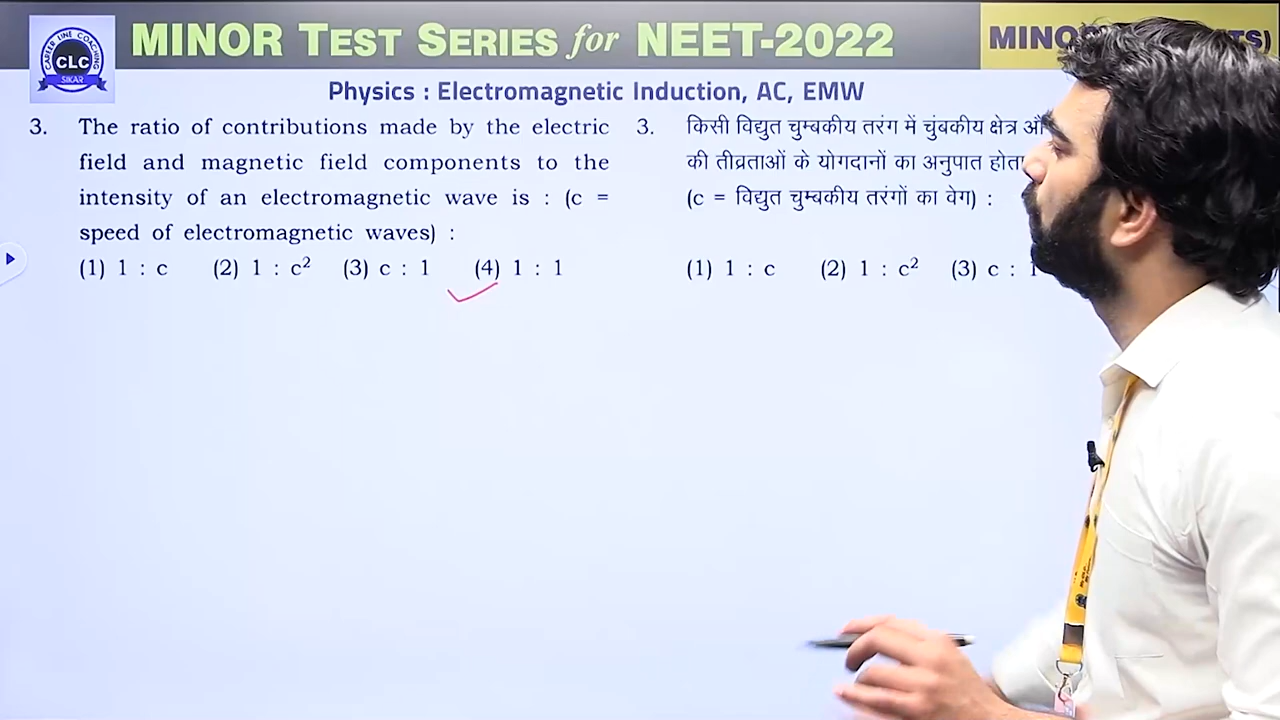 CAREER LINE COACHING
CLC
SIKAR
MINOR TEST SERIES for NEET-2022
Physics : Electromagnetic Induction, AC, EMW
3. The ratio of contributions made by the electric
field and magnetic field components to the
intensity of an electromagnetic wave is : (c =
speed of electromagnetic waves) :
(1) 1 : c (2) 1 : c² (3) c : 1 (4) 1 : 1
3. किसी विद्युत चुम्बकीय तरंग में चुंबकीय क्षेत्र
की तीव्रताओं के योगदानों का अनुपात
(c = विद्युत चुम्बकीय तरंगों का वेग) :
(1) 1 : c (2) 1 : c² (3) c : 1